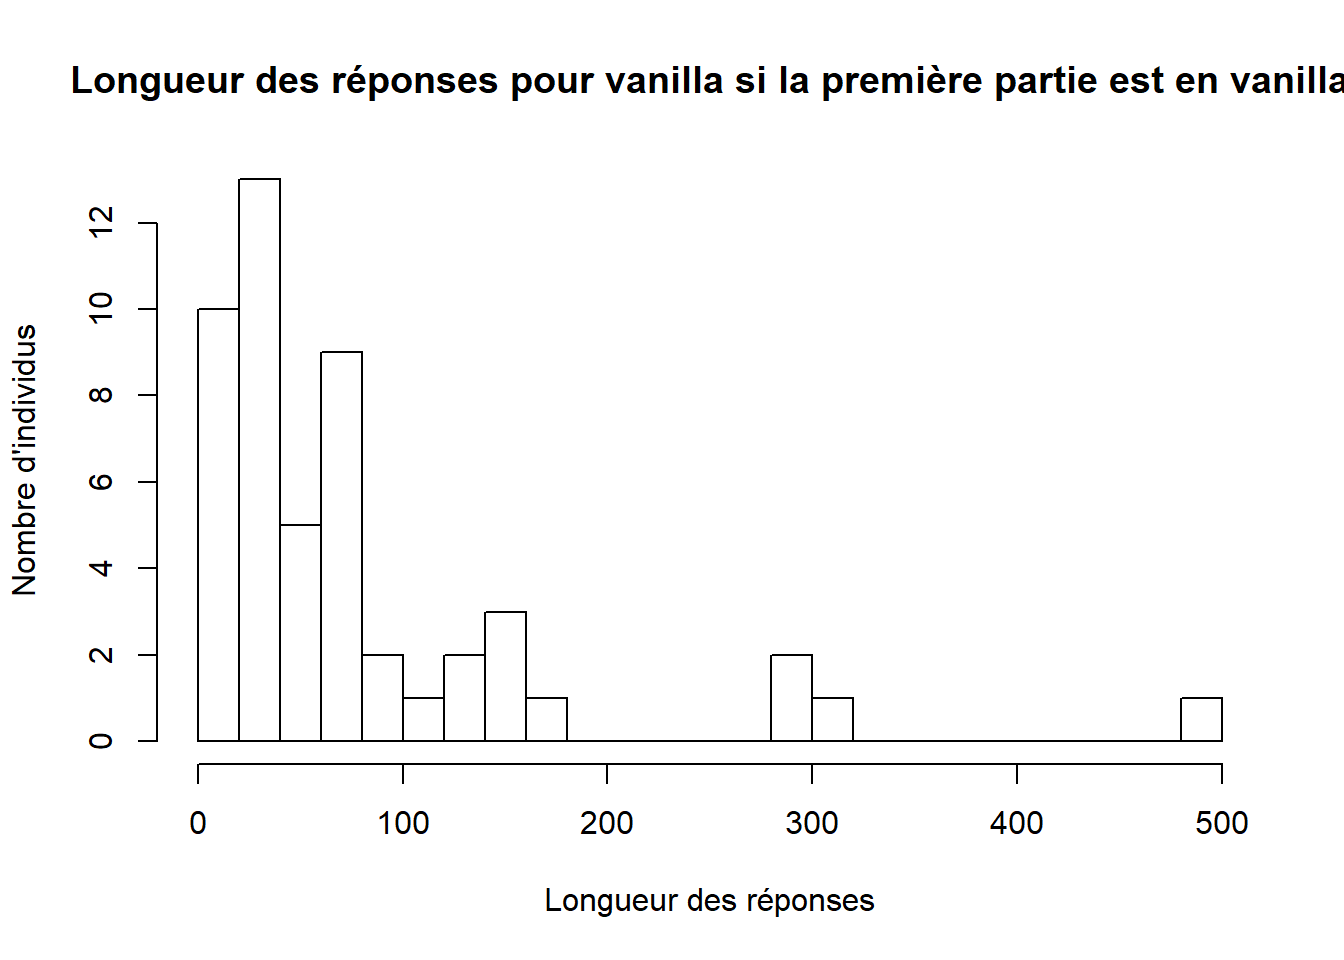 Longueur des réponses pour vanilla si la première partie est en vanilla
12
10
8
6
4
2
0
Nombre d'individus
0 100 200 300 400 500
Longueur des réponses